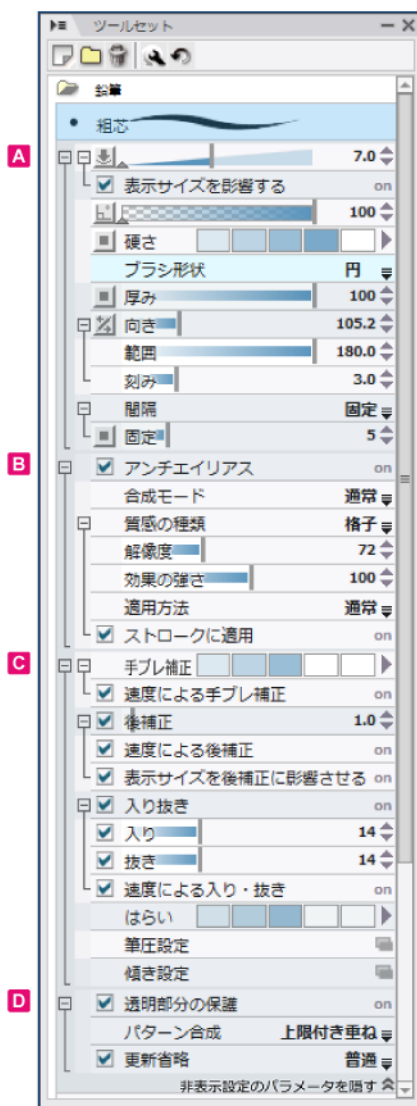 ツールセット
鉛筆
粗芯
A
7.0
表示サイズを影響する on
100
硬さ
ブラシ形状 円
厚み 100
向き 105.2
範囲 180.0
刻み 3.0
間隔 固定
固定 5
B
アンチエイリアス on
合成モード 通常
質感の種類 格子
解像度 72
効果の強さ 100
適用方法 通常
ストロークに適用 on
C
手ブレ補正
速度による手ブレ補正 on
後補正 1.0
速度による後補正 on
表示サイズを後補正に影響させる on
入り抜き on
入り 14
抜き 14
速度による入り・抜き on
はらい
筆圧設定
傾き設定
D
透明部分の保護 on
パターン合成 上限付き重ね
更新省略 普通
非表示設定のパラメータを隠す